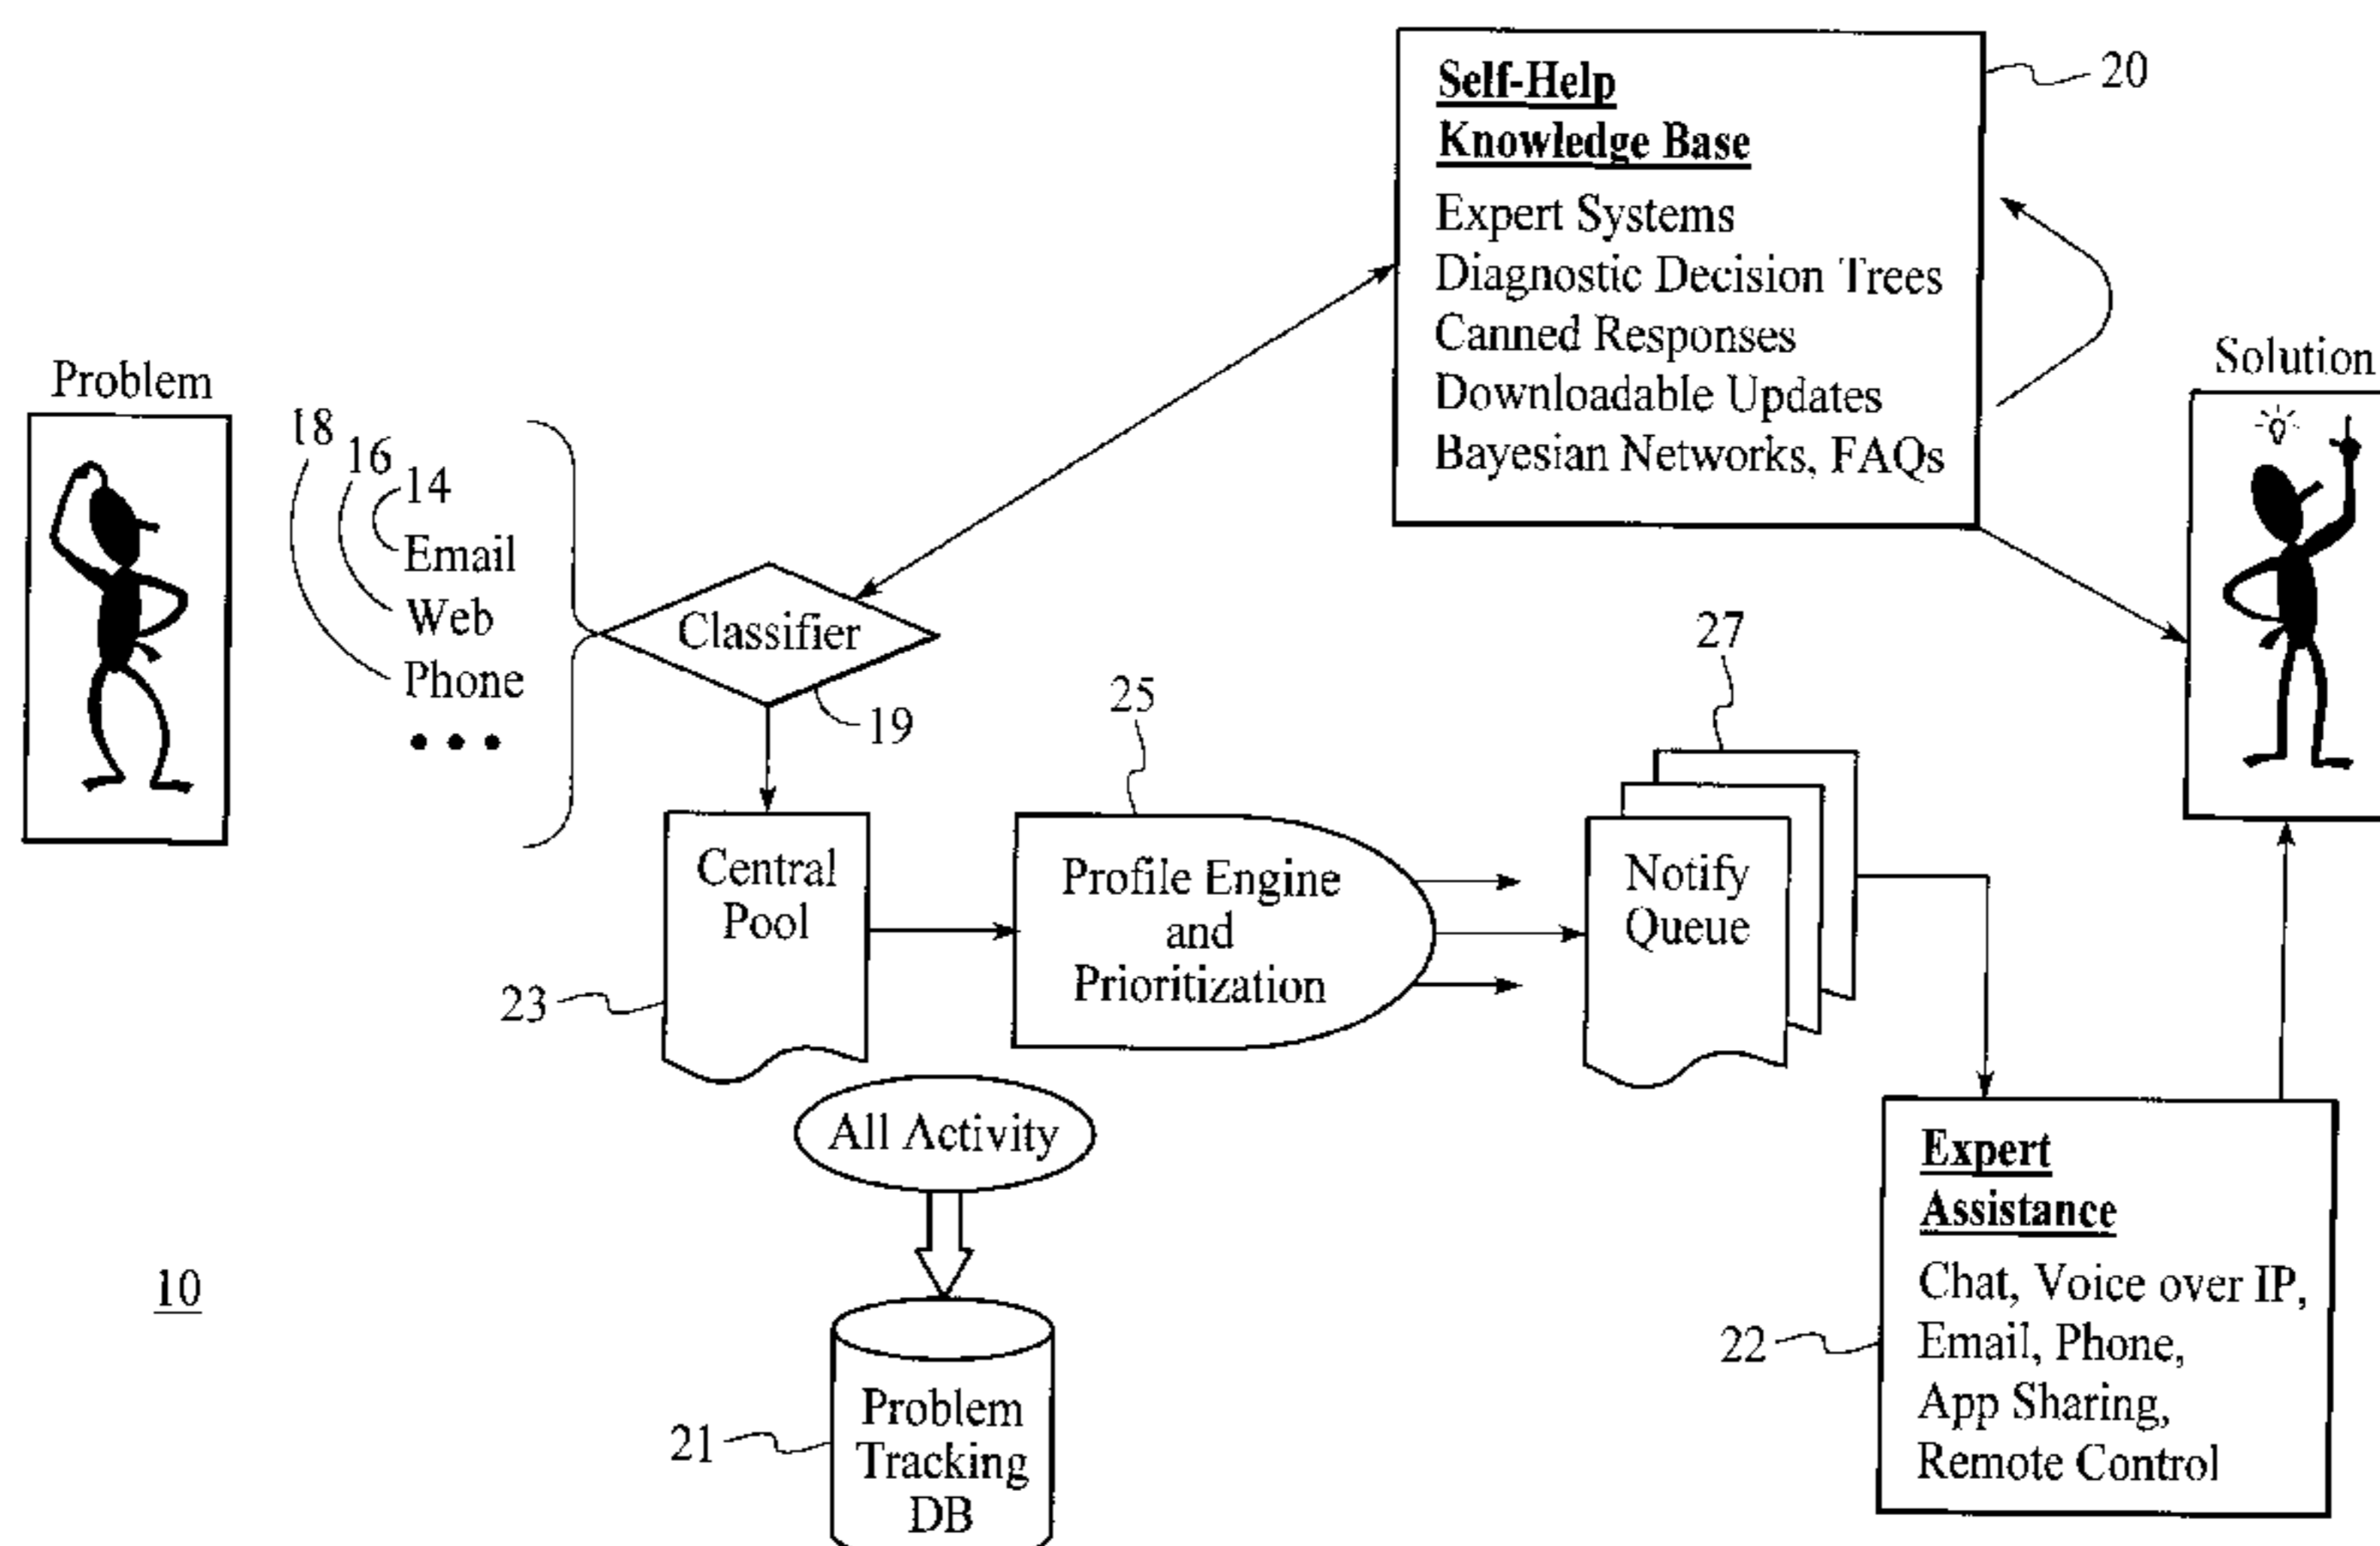 Self-Help
Knowledge Base
Expert Systems
Diagnostic Decision Trees
Canned Responses
Downloadable Updates
Bayesian Networks, FAQs
20
Problem
18
16
14
Email
Web
Phone
• • •
Classifier
19
Solution
Central
Pool
23
25
Profile Engine
and
Prioritization
27
Notify
Queue
All Activity
10
21
Problem
Tracking
DB
22
Expert
Assistance
Chat, Voice over IP,
Email, Phone,
App Sharing,
Remote Control